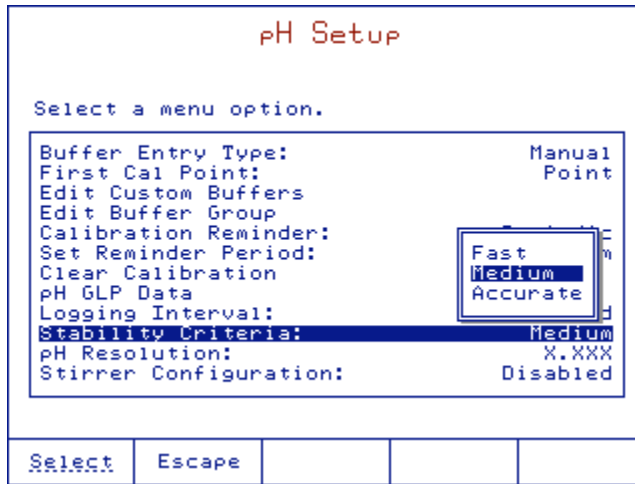 pH Setup
Select a menu option.
Buffer Entry Type: Manual
First Cal Point: Point
Edit Custom Buffers
Edit Buffer Group
Calibration Reminder:
Set Reminder Period:
Fast
Clear Calibration
Medium
pH GLP Data
Accurate
Logging Interval:
Stability Criteria: Medium
pH Resolution: X.XXX
Stirrer Configuration: Disabled
Select Escape